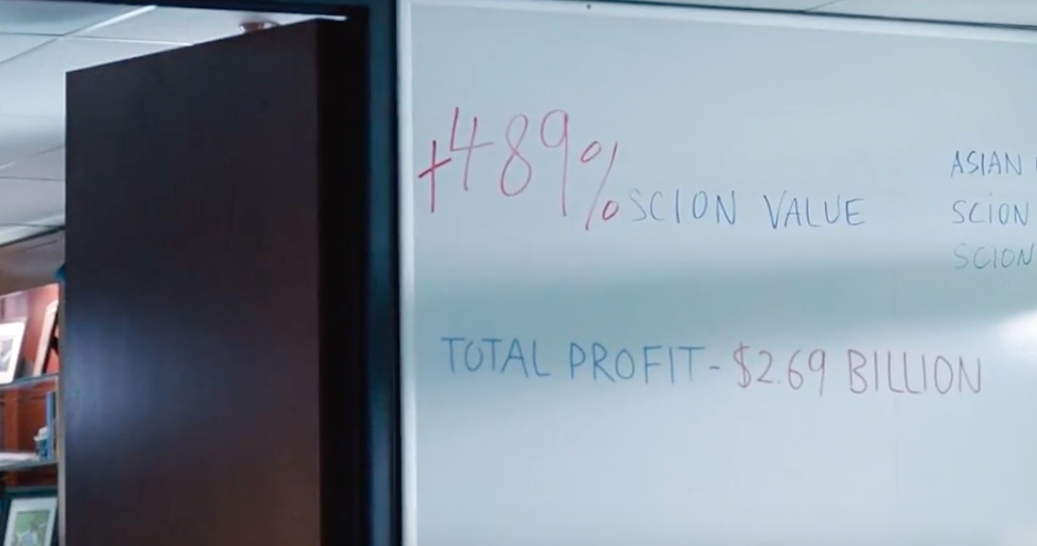 +489% SCION VALUE
TOTAL PROFIT - $2.69 BILLION
ASIAN
SCION
SCION